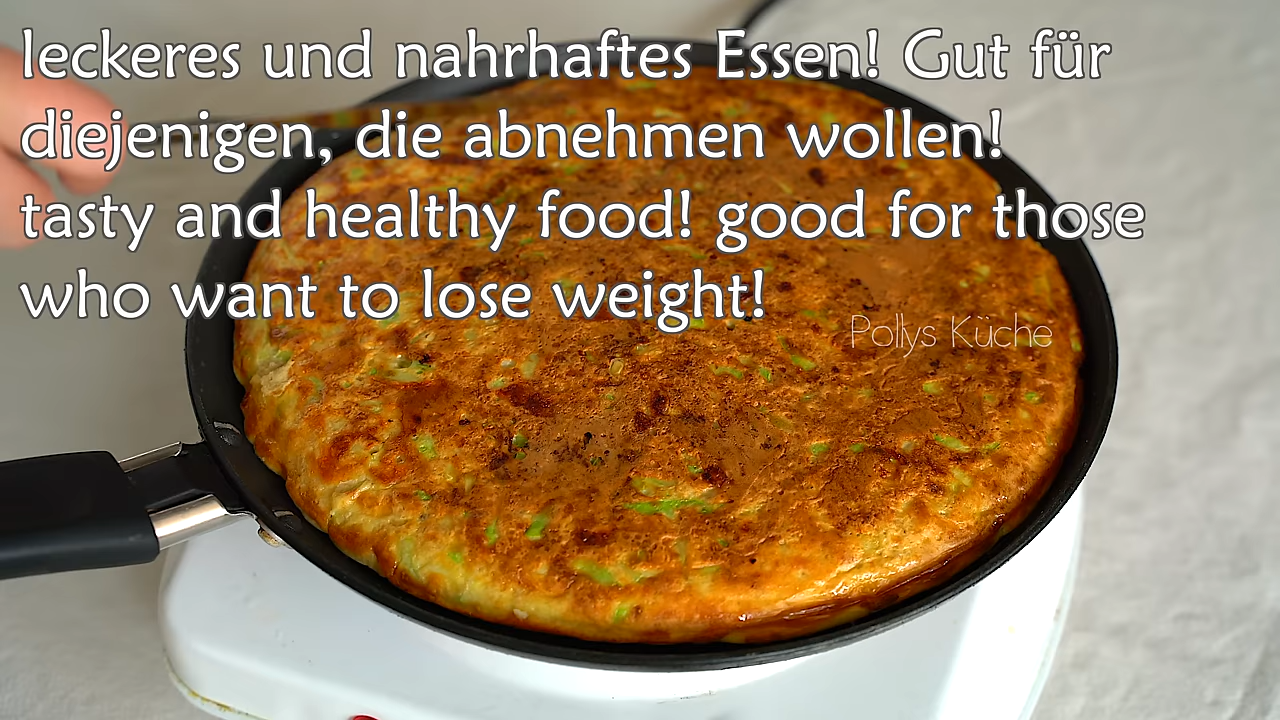 leckeres und nahrhaftes Essen! Gut für
diejenigen, die abnehmen wollen!
tasty and healthy food! good for those
who want to lose weight!
Pollys Küche